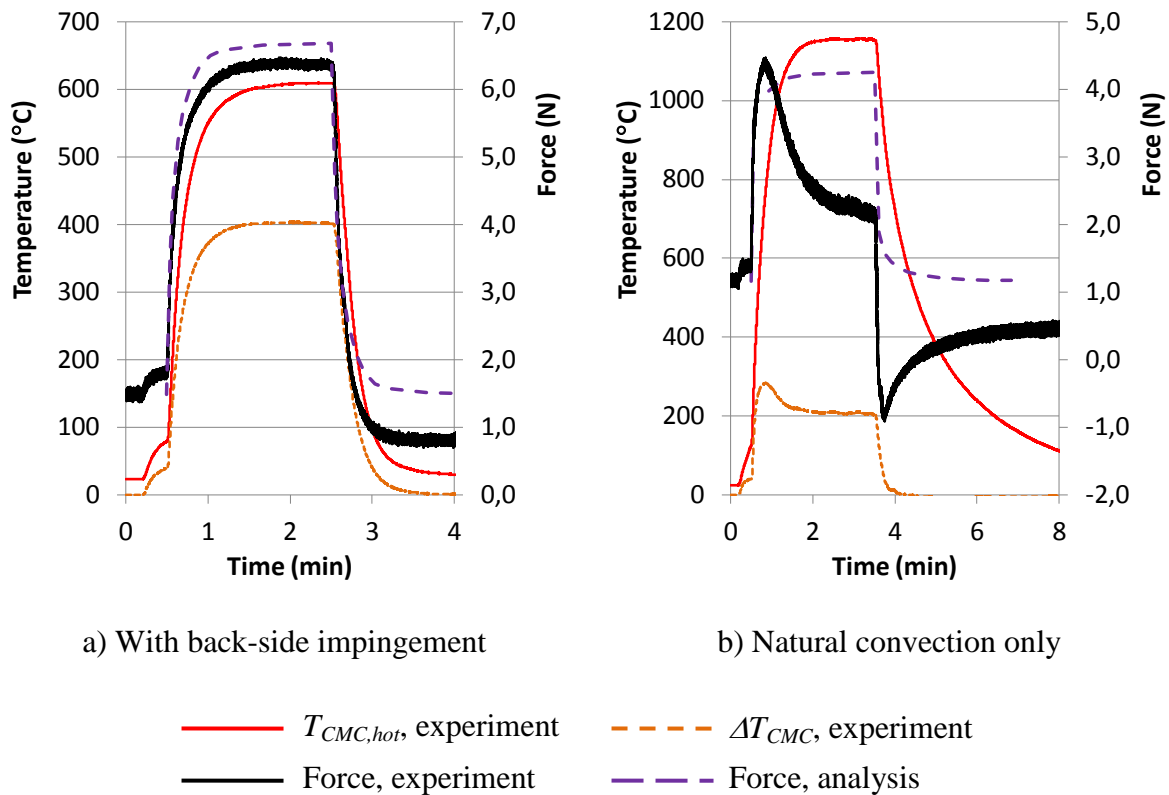 700
600
500
400
300
200
100
0
Temperature (°C)
7,0
6,0
5,0
4,0
3,0
2,0
1,0
0,0
Force (N)
0 1 2 3 4
Time (min)
a) With back-side impingement
1200
1000
800
600
400
200
0
Temperature (°C)
5,0
4,0
3,0
2,0
1,0
0,0
-1,0
-2,0
Force (N)
0 2 4 6 8
Time (min)
b) Natural convection only
T_CMC,hot, experiment
ΔT_CMC, experiment
Force, experiment
Force, analysis